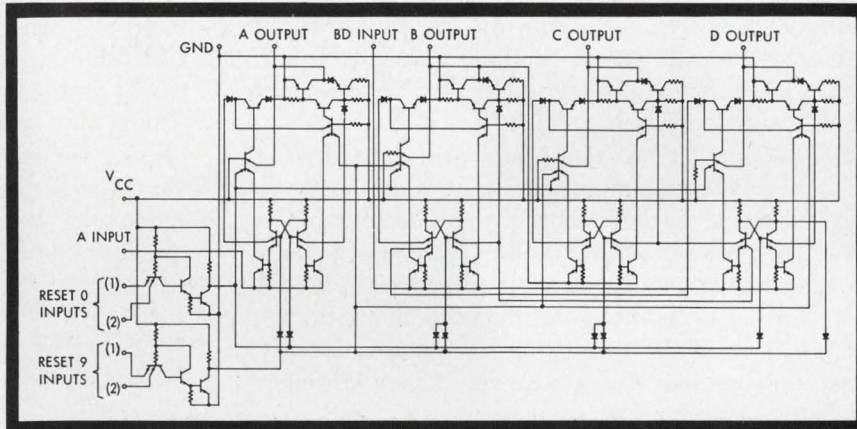 A OUTPUT BD INPUT B OUTPUT C OUTPUT D OUTPUT
GND
VCC
A INPUT
RESET 0 INPUTS (1) (2)
RESET 9 INPUTS (1) (2)